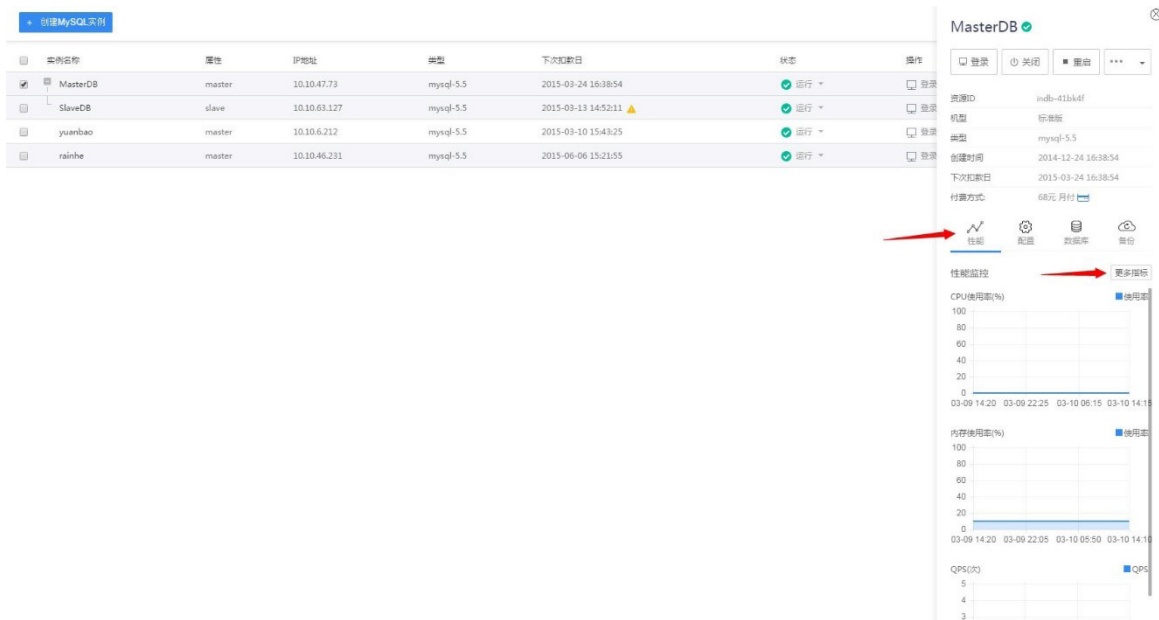 + 创建MySQL实例
实例名称 属性 IP地址 类型 下次扣款日 状态 操作
MasterDB master 10.10.47.73 mysql-5.5 2015-03-24 16:38:54 运行 登录
SlaveDB slave 10.10.63.127 mysql-5.5 2015-03-13 14:52:11 运行 登录
yuanbao master 10.10.6.212 mysql-5.5 2015-03-10 15:43:25 运行 登录
rainhe master 10.10.46.231 mysql-5.5 2015-06-06 15:21:55 运行 登录
MasterDB
登录 关闭 重启 •••
资源ID indb-41bk4f
机型 标准版
类型 mysql-5.5
创建时间 2014-12-24 16:38:54
下次扣款日 2015-03-24 16:38:54
付费方式: 68元 月付
性能 配置 数据库 备份
性能监控 更多指标
CPU使用率(%) 使用率
100
80
60
40
20
0
03-09 14:20 03-09 22:25 03-10 06:15 03-10 14:15
内存使用率(%) 使用率
100
80
60
40
20
0
03-09 14:20 03-09 22:05 03-10 05:50 03-10 14:10
QPS(次) QPS
5
4
3